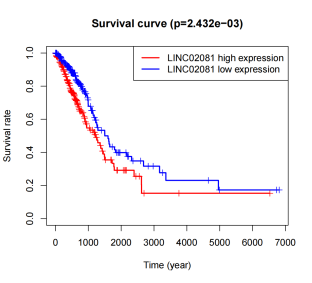 Survival curve (p=2.432e−03)
LINC02081 high expression
LINC02081 low expression
Survival rate
1.0
0.8
0.6
0.4
0.2
0.0
0 1000 2000 3000 4000 5000 6000 7000
Time (year)